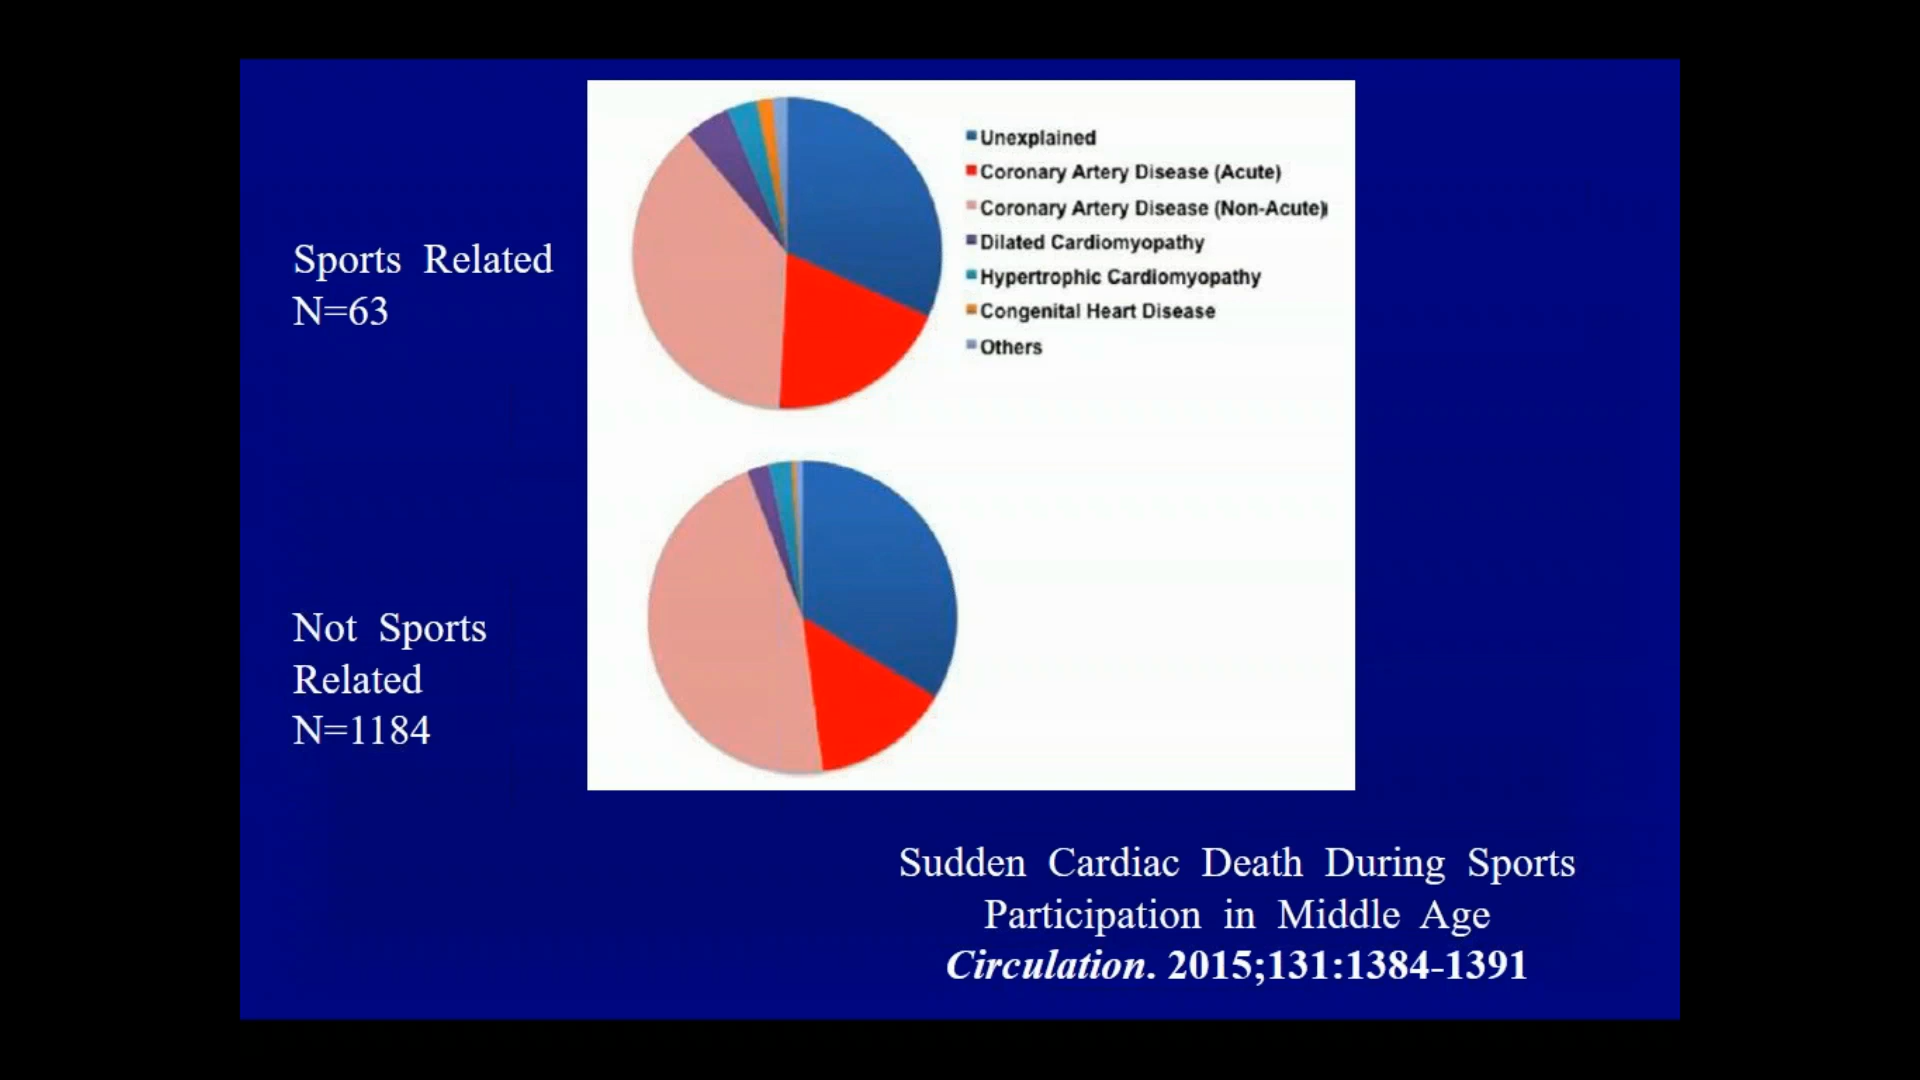 Unexplained
Coronary Artery Disease (Acute)
Coronary Artery Disease (Non-Acute)
Dilated Cardiomyopathy
Hypertrophic Cardiomyopathy
Congenital Heart Disease
Others
Sports Related
N=63
Not Sports
Related
N=1184
Sudden Cardiac Death During Sports
Participation in Middle Age
Circulation. 2015;131:1384-1391